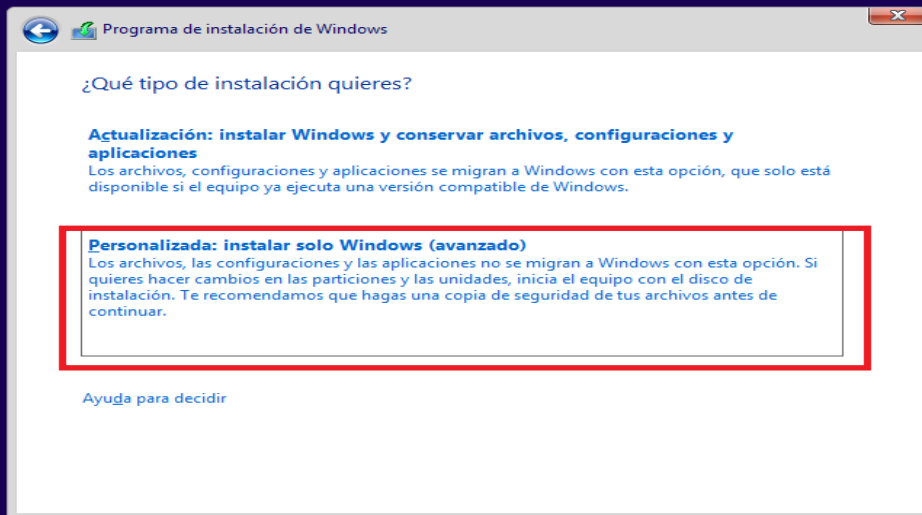 Programa de instalación de Windows
¿Qué tipo de instalación quieres?
Actualización: instalar Windows y conservar archivos, configuraciones y
aplicaciones
Los archivos, configuraciones y aplicaciones se migran a Windows con esta opción, que solo está
disponible si el equipo ya ejecuta una versión compatible de Windows.
Personalizada: instalar solo Windows (avanzado)
Los archivos, las configuraciones y las aplicaciones no se migran a Windows con esta opción. Si
quieres hacer cambios en las particiones y las unidades, inicia el equipo con el disco de
instalación. Te recomendamos que hagas una copia de seguridad de tus archivos antes de
continuar.
Ayuda para decidir